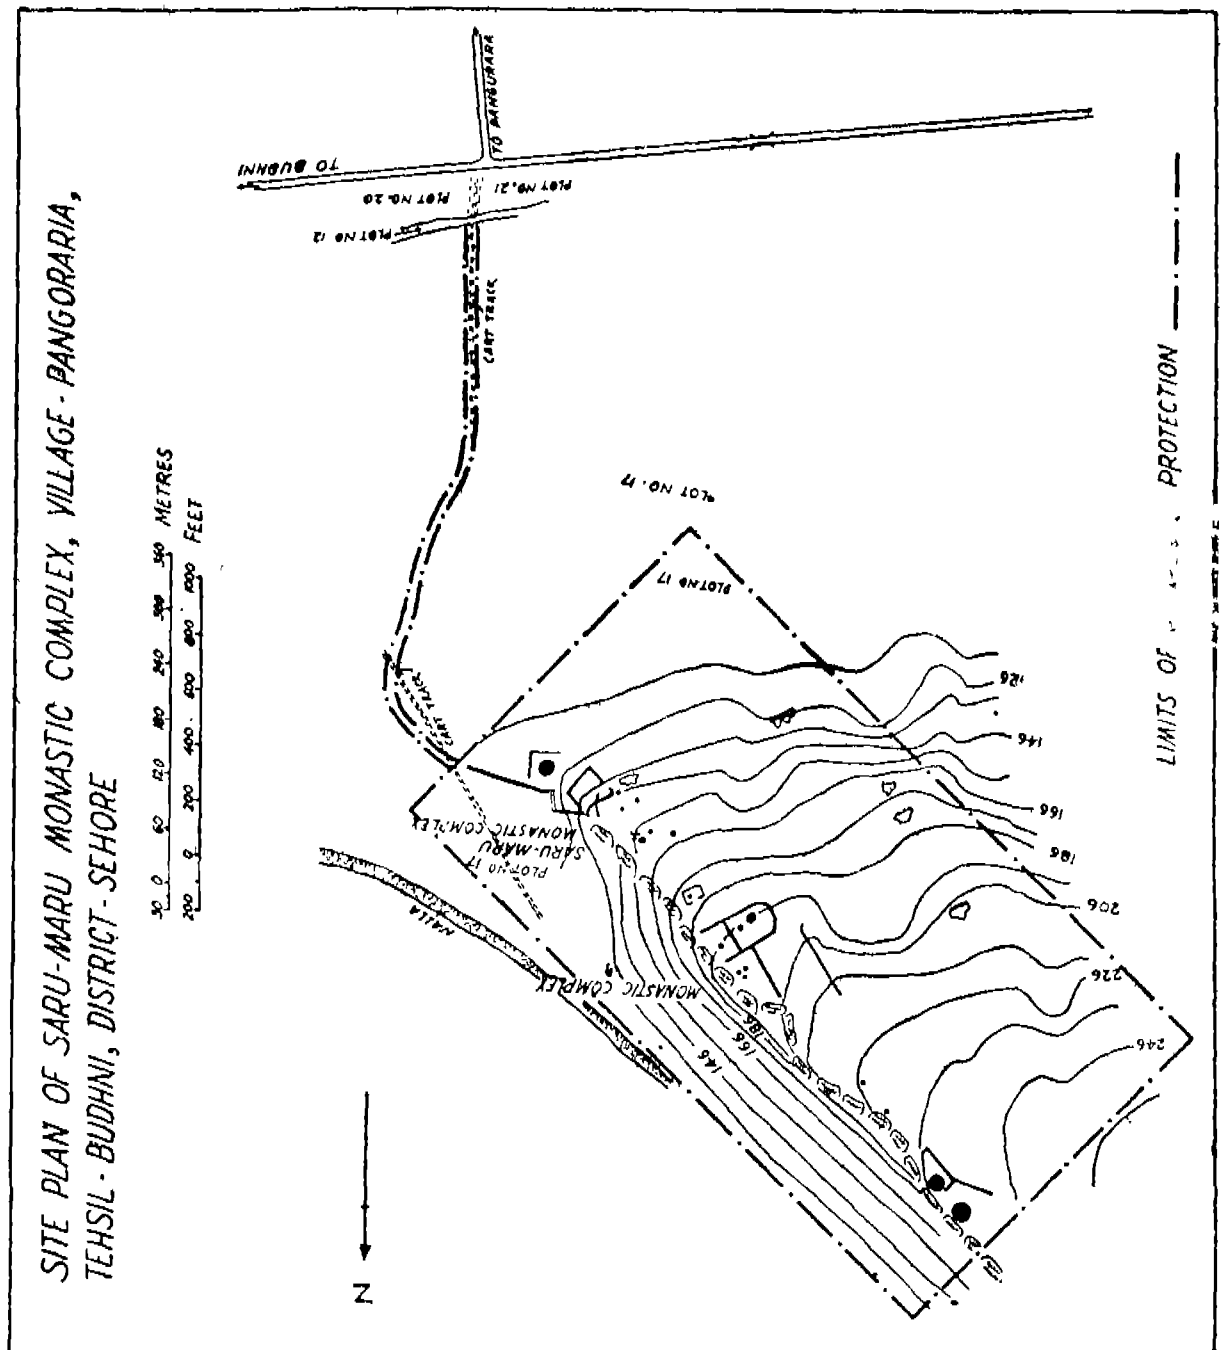 SITE PLAN OF SARU-MARU MONASTIC COMPLEX, VILLAGE - PANGORARIA,
TEHSIL - BUDHNI, DISTRICT - SEHORE
30 0 60 120 180 240 300 360 METRES
200 0 200 400 600 800 1000 FEET
TO BUDHNI
PLOT NO. 20
PLOT NO. 21
PLOT NO 12
CART TRACK
PLOT NO. 17
PLOT NO 17
CART TRACK
SARU-MARU
MONASTIC COMPLEX
PLOT NO 17
NALLA
MONASTIC COMPLEX
126
146
166
186
206
226
246
186
166
146
N
LIMITS OF PROTECTION